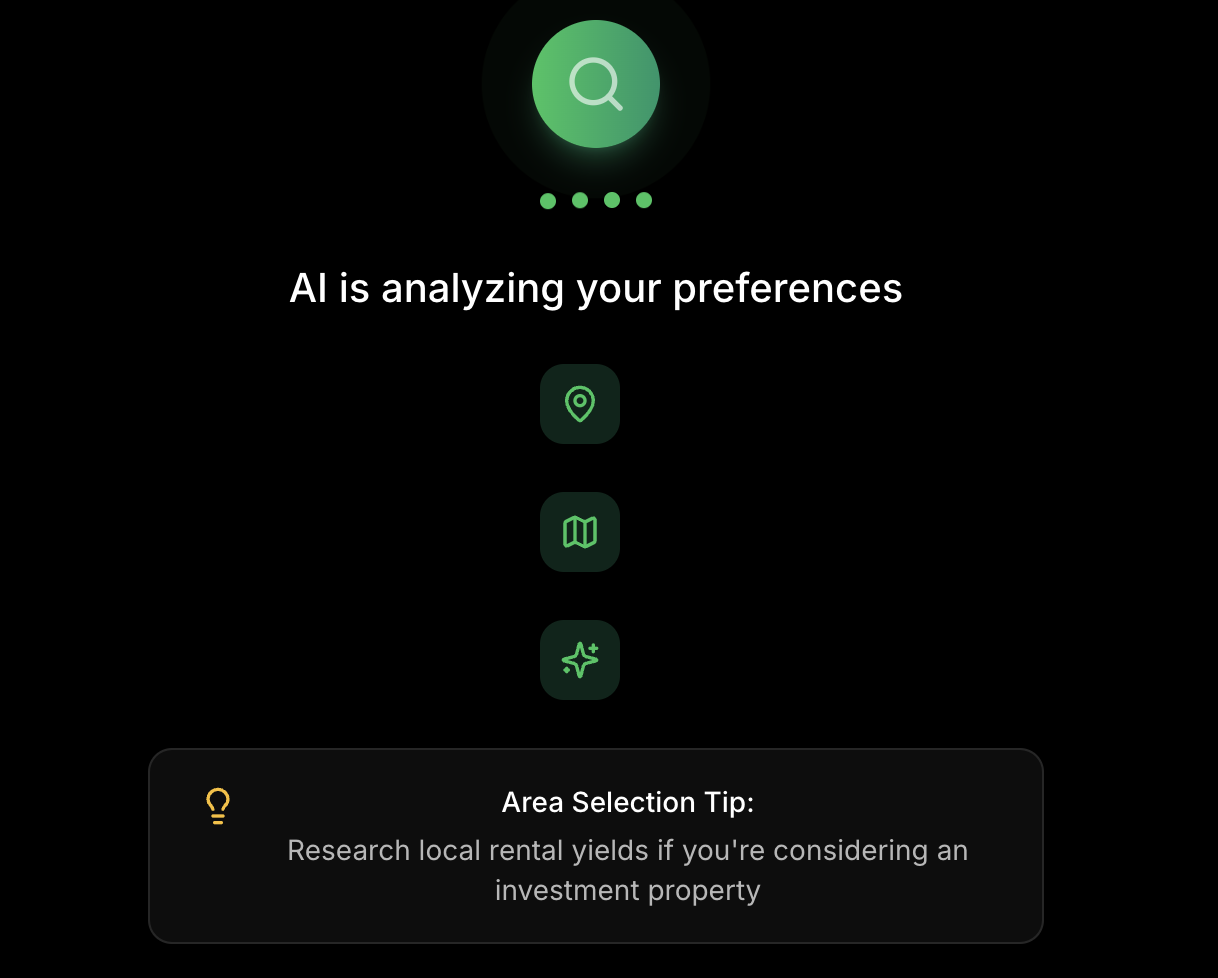 AI is analyzing your preferences
Area Selection Tip:
Research local rental yields if you're considering an
investment property